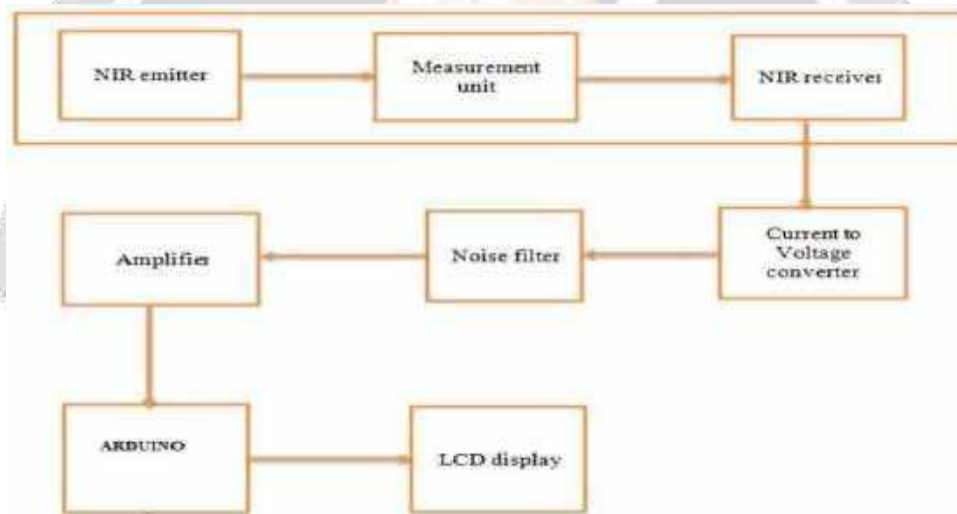 NIR emitter
Measurement
unit
NIR receiver
Current to
Voltage
converter
Noise filter
Amplifier
ARDUINO
LCD display